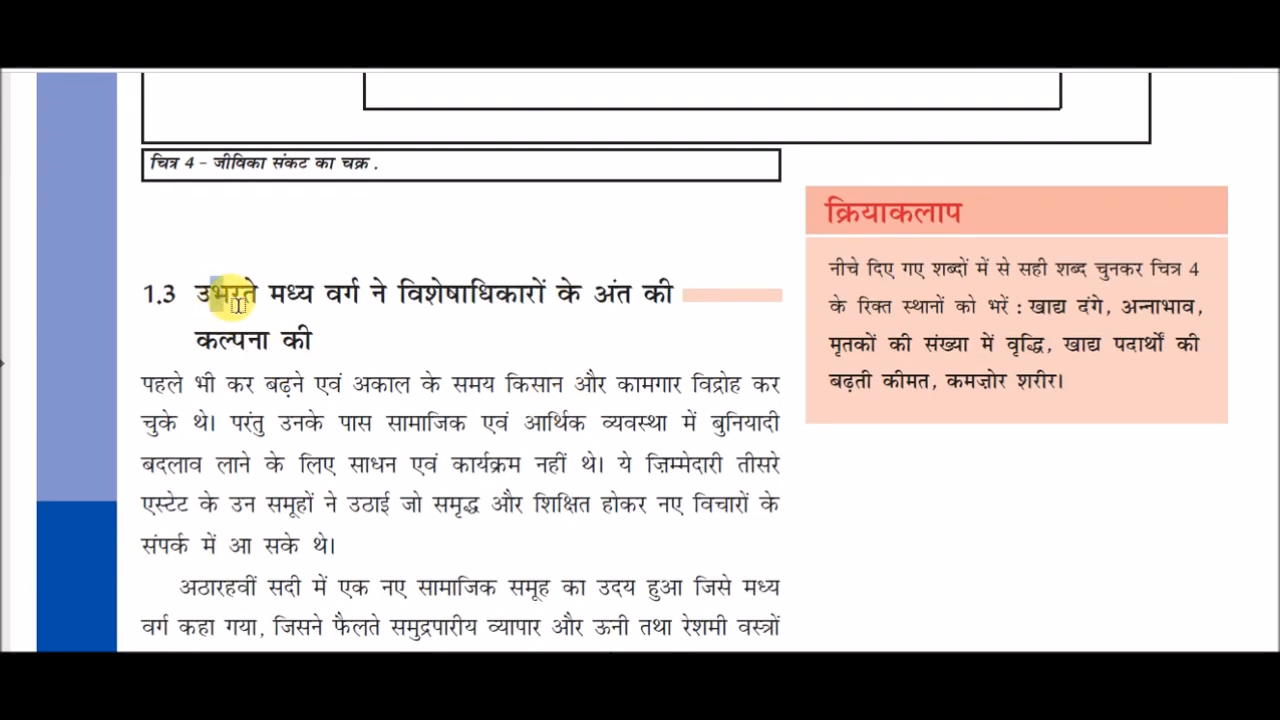 चित्र 4 – जीविका संकट का चक्र .
1.3 उभरते मध्य वर्ग ने विशेषाधिकारों के अंत की
कल्पना की
पहले भी कर बढ़ने एवं अकाल के समय किसान और कामगार विद्रोह कर
चुके थे। परंतु उनके पास सामाजिक एवं आर्थिक व्यवस्था में बुनियादी
बदलाव लाने के लिए साधन एवं कार्यक्रम नहीं थे। ये ज़िम्मेदारी तीसरे
एस्टेट के उन समूहों ने उठाई जो समृद्ध और शिक्षित होकर नए विचारों के
संपर्क में आ सके थे।
अठारहवीं सदी में एक नए सामाजिक समूह का उदय हुआ जिसे मध्य
वर्ग कहा गया, जिसने फैलते समुद्रपारीय व्यापार और ऊनी तथा रेशमी वस्त्रों
क्रियाकलाप
नीचे दिए गए शब्दों में से सही शब्द चुनकर चित्र 4
के रिक्त स्थानों को भरें : खाद्य दंगे, अन्नाभाव,
मृतकों की संख्या में वृद्धि, खाद्य पदार्थों की
बढ़ती कीमत, कमज़ोर शरीर।